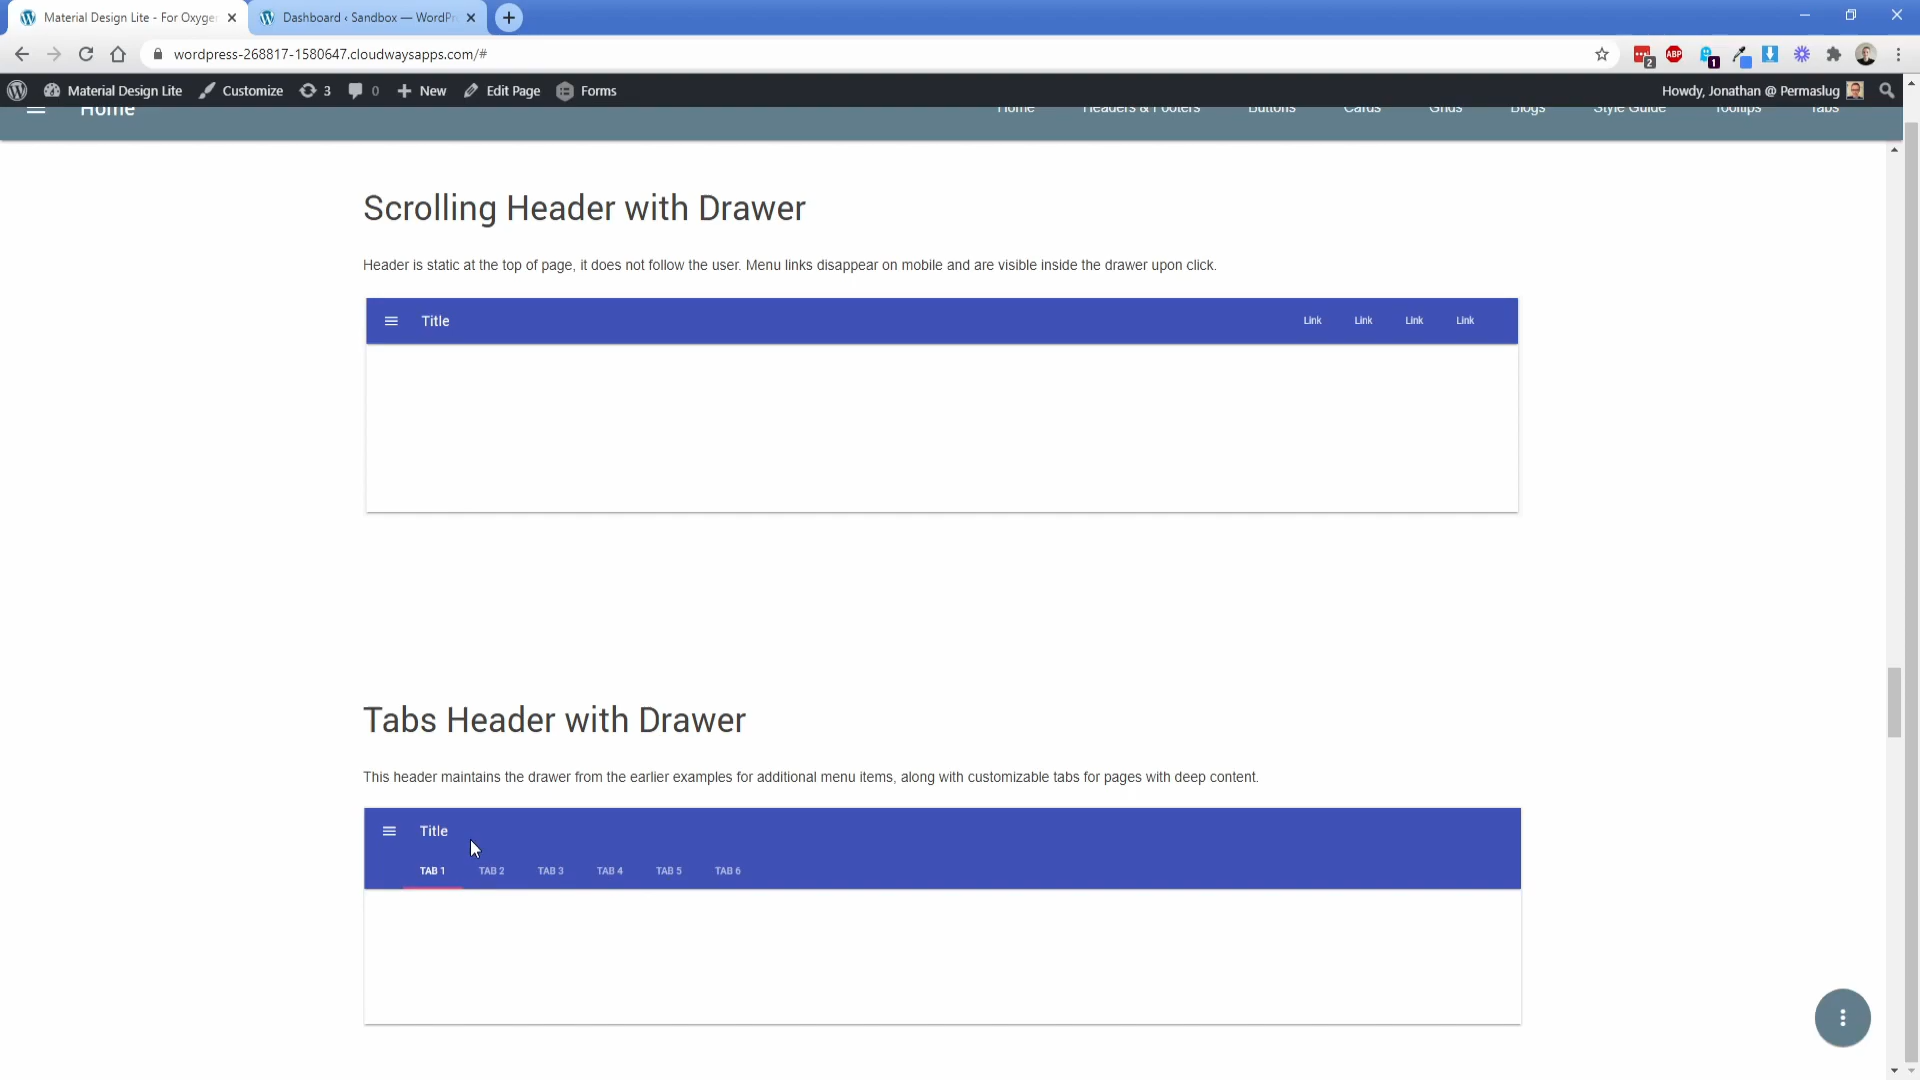 Material Design Lite - For Oxyge
Dashboard ‹ Sandbox — WordPr
wordpress-268817-1580647.cloudwaysapps.com/#
2
ABP
1
Material Design Lite
Customize
3
0
New
Edit Page
Forms
Howdy, Jonathan @ Permaslug
Home
Home
Headers & Footers
Buttons
Cards
Grids
Blogs
Style Guide
Tooltips
Tabs
Scrolling Header with Drawer
Header is static at the top of page, it does not follow the user. Menu links disappear on mobile and are visible inside the drawer upon click.
Title
Link
Link
Link
Link
Tabs Header with Drawer
This header maintains the drawer from the earlier examples for additional menu items, along with customizable tabs for pages with deep content.
Title
TAB 1
TAB 2
TAB 3
TAB 4
TAB 5
TAB 6